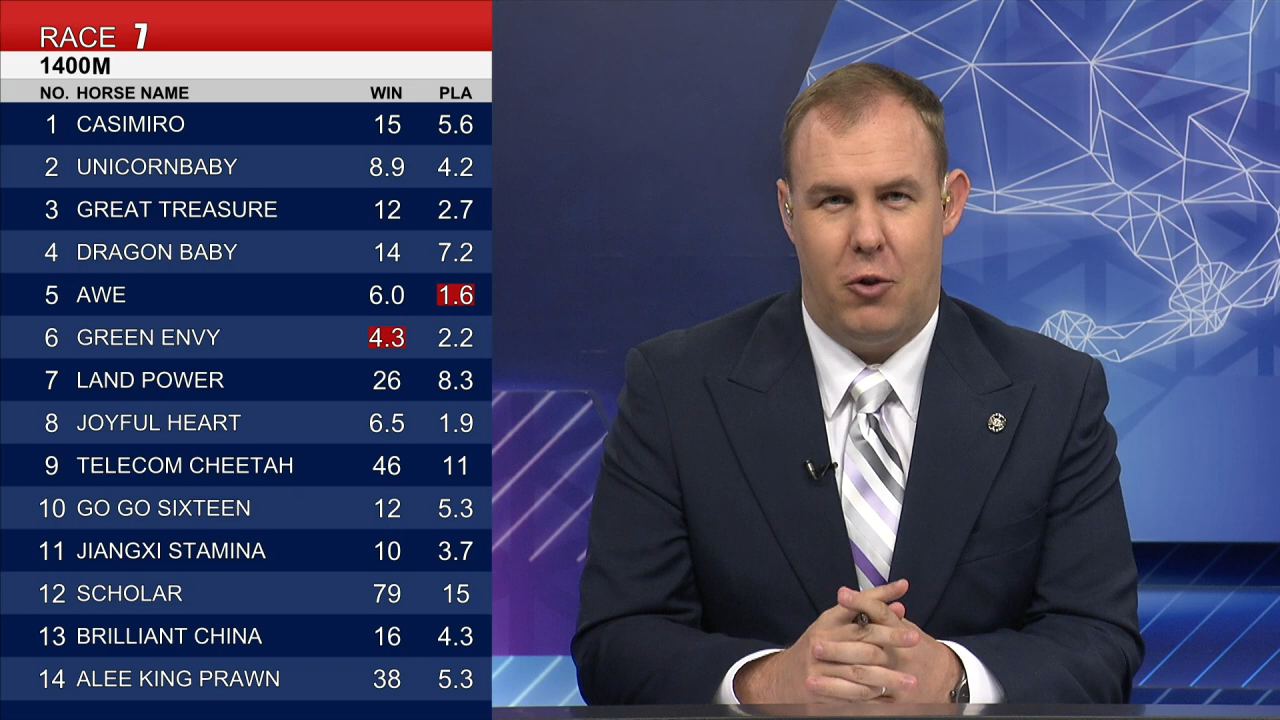 RACE 7
1400M
NO. HORSE NAME WIN PLA
1 CASIMIRO 15 5.6
2 UNICORNBABY 8.9 4.2
3 GREAT TREASURE 12 2.7
4 DRAGON BABY 14 7.2
5 AWE 6.0 1.6
6 GREEN ENVY 4.3 2.2
7 LAND POWER 26 8.3
8 JOYFUL HEART 6.5 1.9
9 TELECOM CHEETAH 46 11
10 GO GO SIXTEEN 12 5.3
11 JIANGXI STAMINA 10 3.7
12 SCHOLAR 79 15
13 BRILLIANT CHINA 16 4.3
14 ALEE KING PRAWN 38 5.3